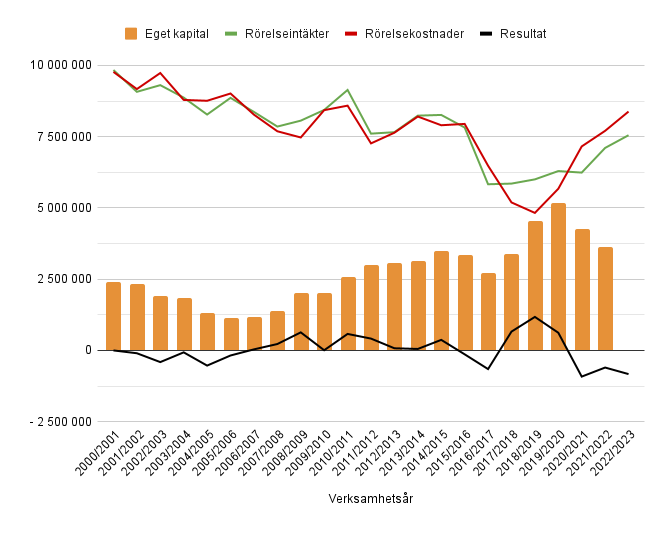 Eget kapital Rörelseintäkter Rörelsekostnader Resultat
10 000 000
7 500 000
5 000 000
2 500 000
0
- 2 500 000
2000/2001 2001/2002 2002/2003 2003/2004 2004/2005 2005/2006 2006/2007 2007/2008 2008/2009 2009/2010 2010/2011 2011/2012 2012/2013 2013/2014 2014/2015 2015/2016 2016/2017 2017/2018 2018/2019 2019/2020 2020/2021 2021/2022 2022/2023
Verksamhetsår